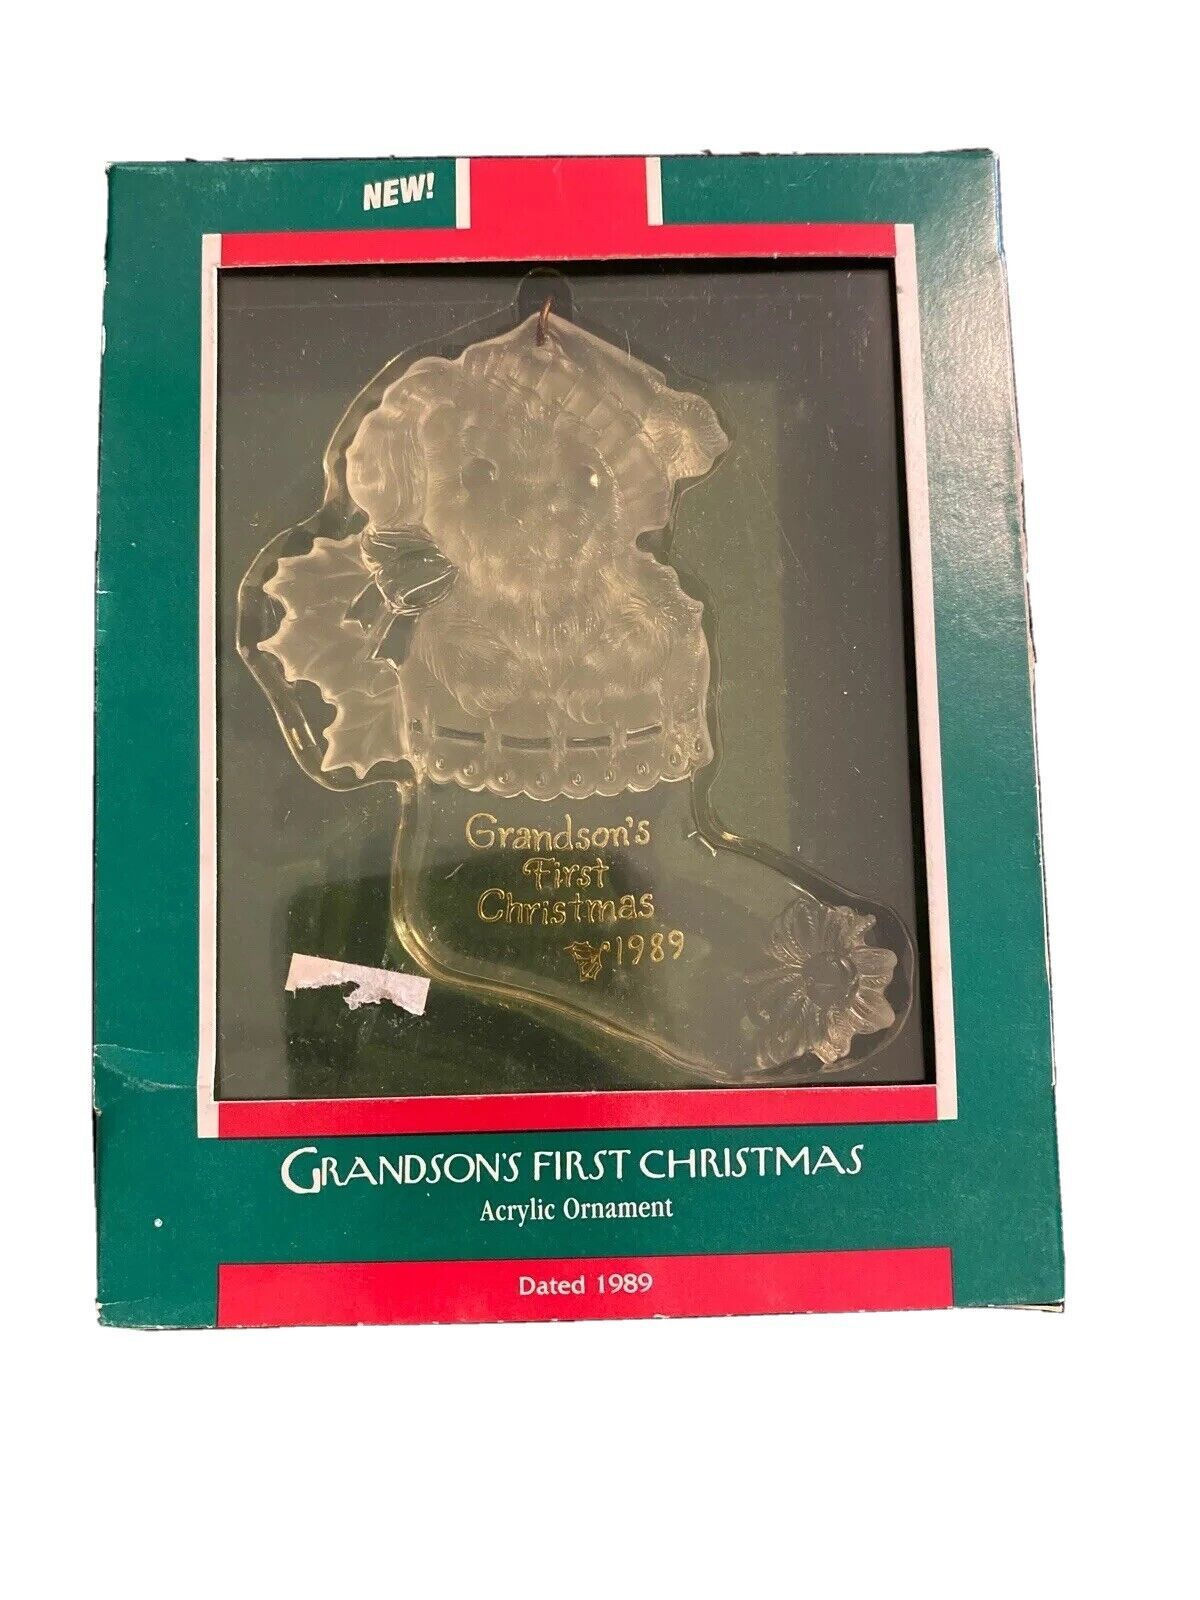 NEW!
Grandson's
First
Christmas
1989
GRANDSON'S FIRST CHRISTMAS
Acrylic Ornament
Dated 1989